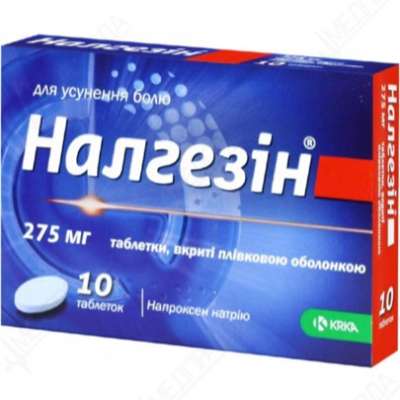 для усунення болю
Налгезін®
275 мг
таблетки, вкриті плівковою оболонкою
10
таблеток
Напроксен натрію
KRKA
Налгезін®
275 мг
10
таблеток